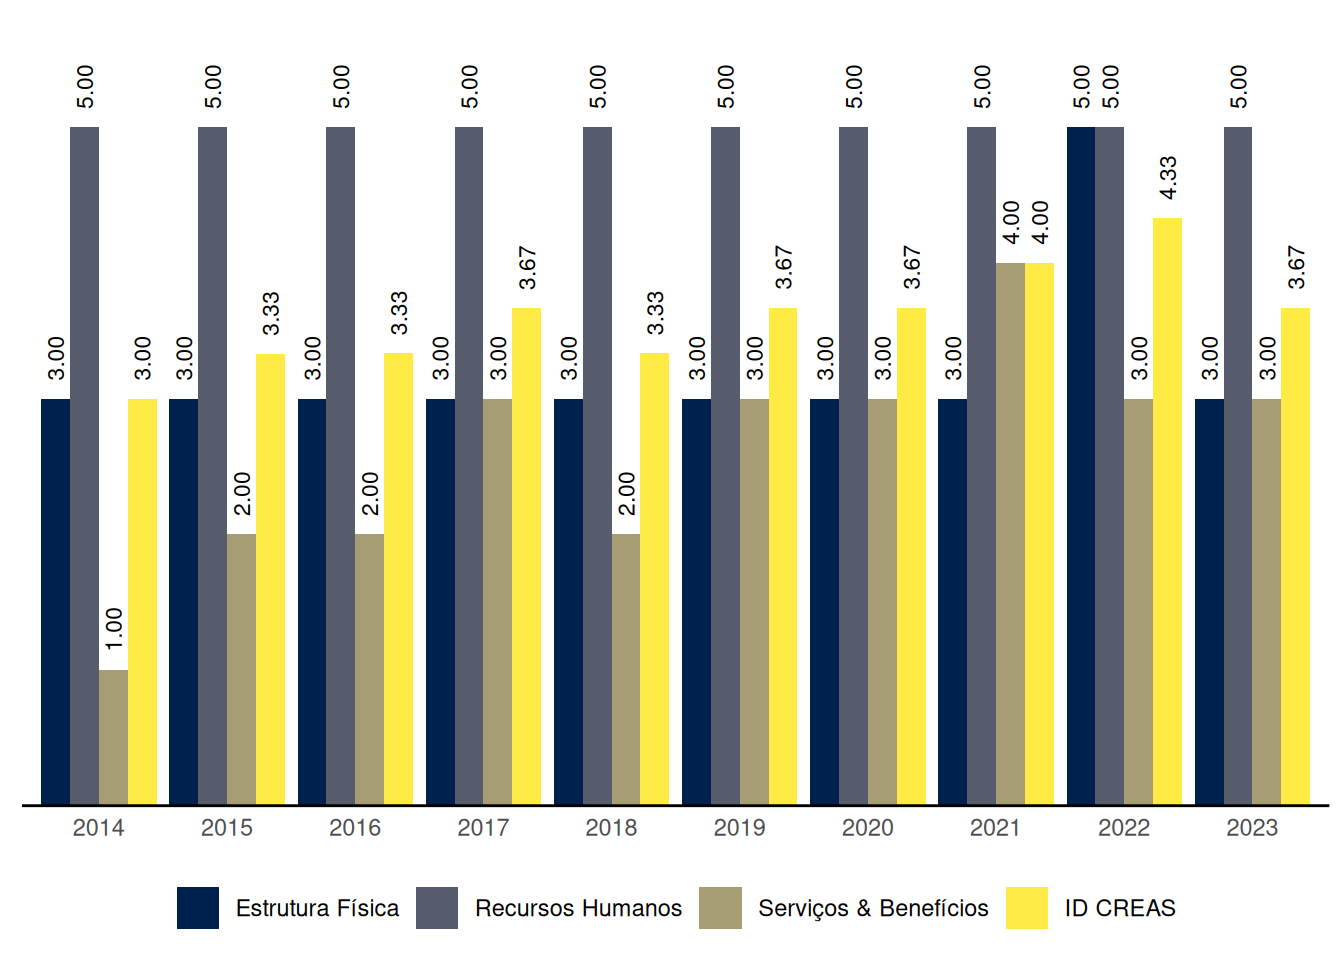 5.00 5.00 5.00 5.00 5.00 5.00 5.00 5.00 5.00 5.00 5.00
4.33
4.00 4.00
3.67 3.67 3.67 3.67
3.33 3.33 3.33
3.00 3.00 3.00 3.00 3.00 3.00 3.00 3.00 3.00 3.00 3.00 3.00 3.00 3.00 3.00
2.00 2.00 2.00
1.00
2014 2015 2016 2017 2018 2019 2020 2021 2022 2023
Estrutura Física Recursos Humanos Serviços & Benefícios ID CREAS